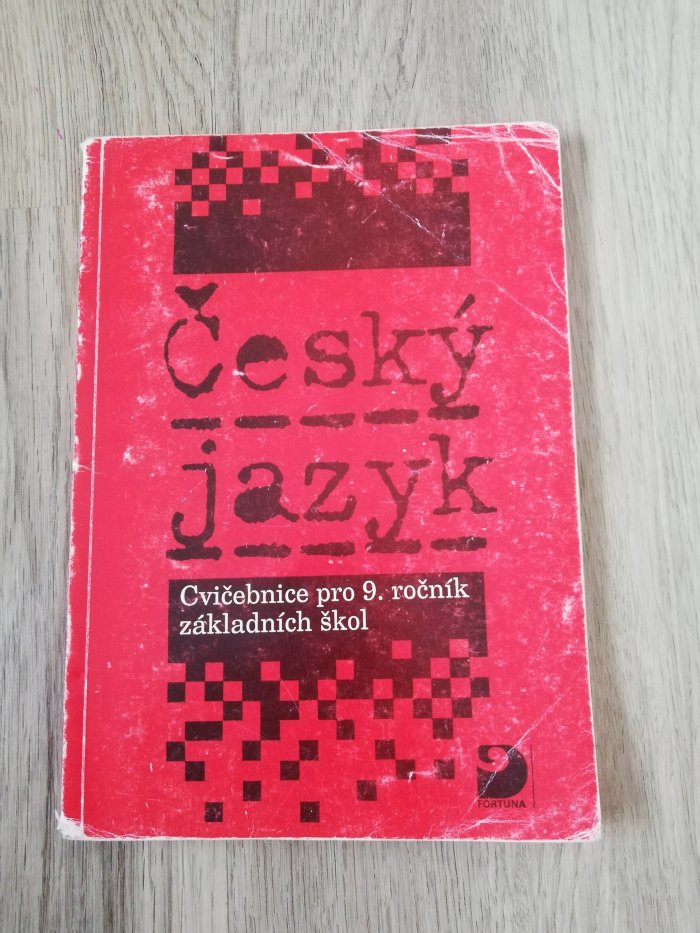 Český
jazyk
Cvičebnice pro 9. ročník
základních škol
FORTUNA